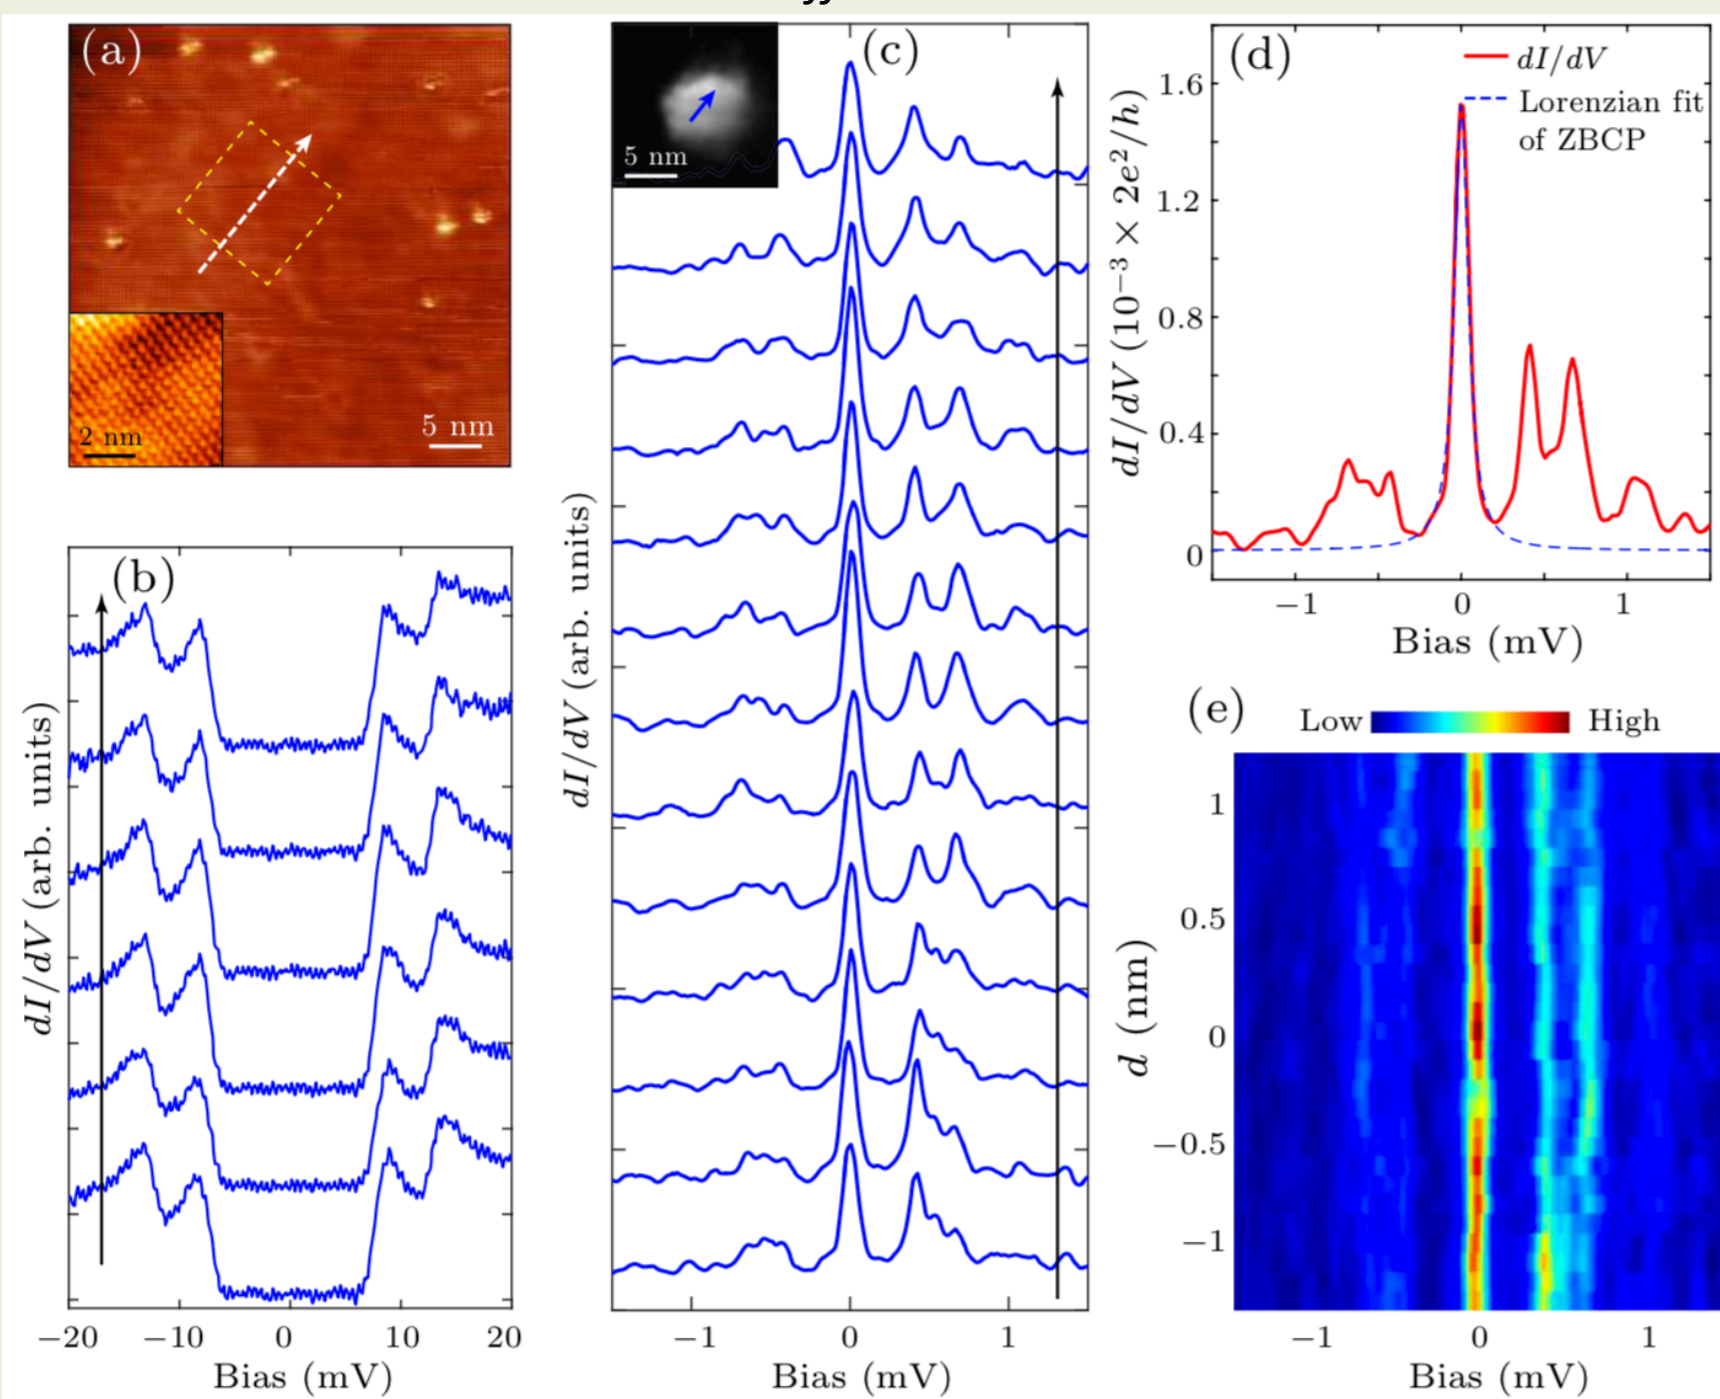 (a)
2 nm
5 nm
(b)
dI/dV (arb. units)
−20 −10 0 10 20
Bias (mV)
(c)
5 nm
dI/dV (arb. units)
−1 0 1
Bias (mV)
(d)
dI/dV
Lorenzian fit
of ZBCP
dI/dV (10⁻³ × 2e²/h)
1.6
1.2
0.8
0.4
0
−1 0 1
Bias (mV)
(e)
Low High
d (nm)
1
0.5
0
−0.5
−1
−1 0 1
Bias (mV)